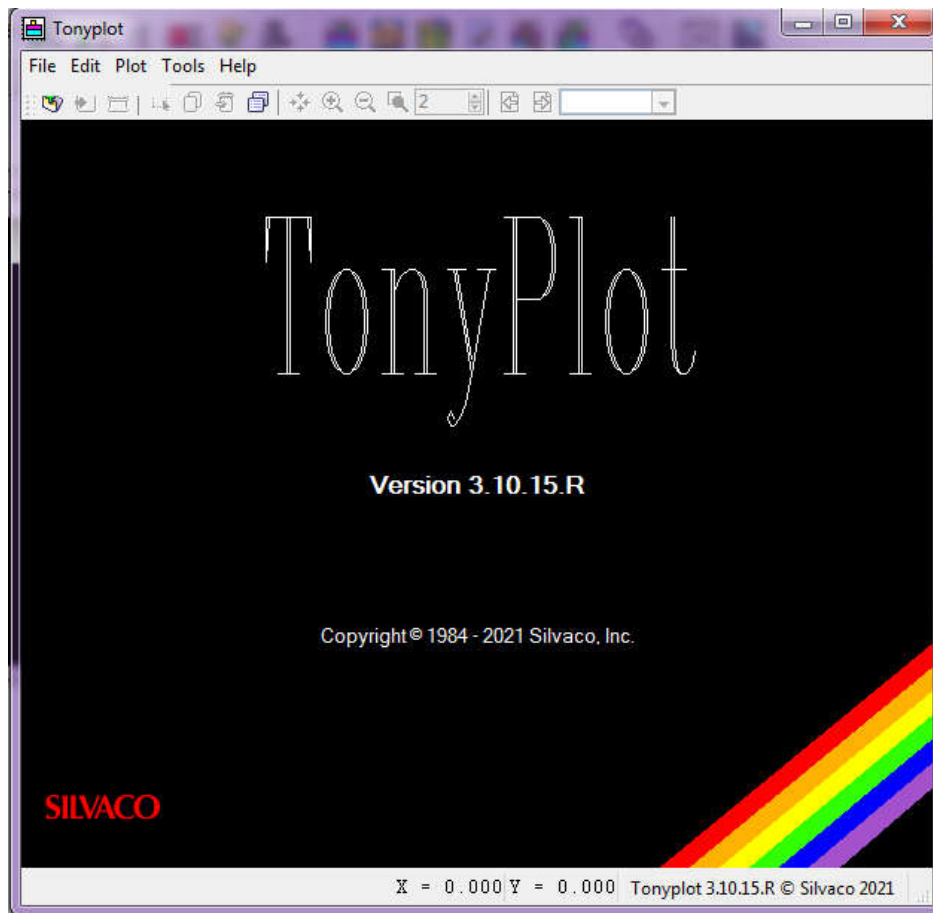 Tonyplot
File Edit Plot Tools Help
2
TonyPlot
Version 3.10.15.R
Copyright © 1984 - 2021 Silvaco, Inc.
SILVACO
X = 0.000 Y = 0.000 Tonyplot 3.10.15.R © Silvaco 2021